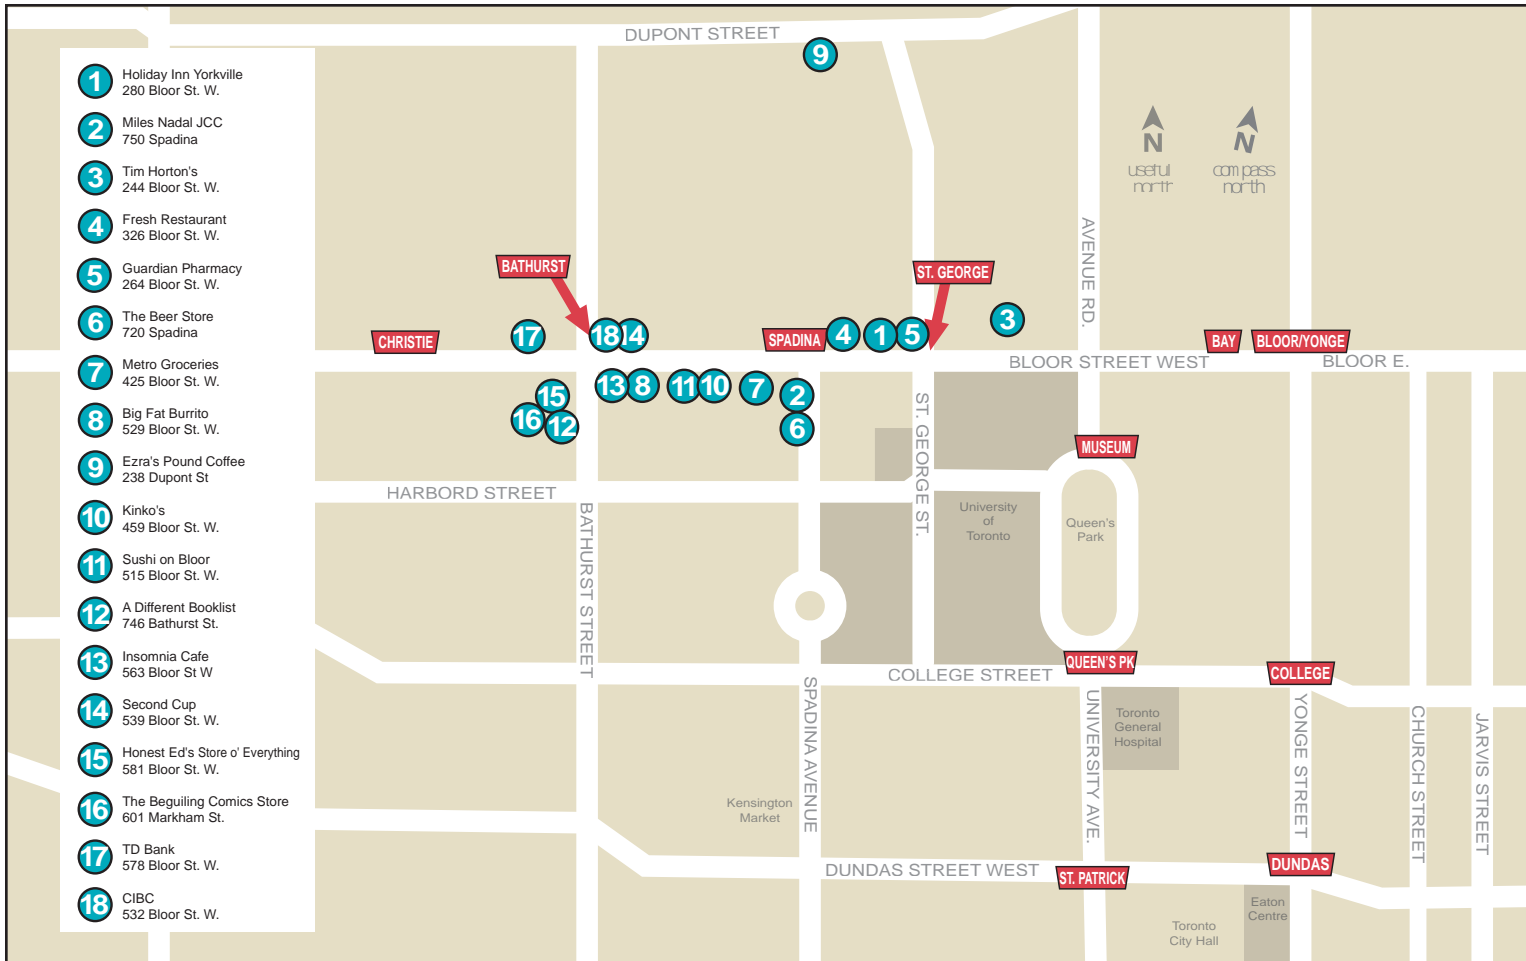 DUPONT STREET
9
1
Holiday Inn Yorkville
280 Bloor St. W.
2
Miles Nadal JCC
750 Spadina
3
Tim Horton's
244 Bloor St. W.
4
Fresh Restaurant
326 Bloor St. W.
5
Guardian Pharmacy
264 Bloor St. W.
6
The Beer Store
720 Spadina
7
Metro Groceries
425 Bloor St. W.
8
Big Fat Burrito
529 Bloor St. W.
9
Ezra's Pound Coffee
238 Dupont St
10
Kinko's
459 Bloor St. W.
11
Sushi on Bloor
515 Bloor St. W.
12
A Different Booklist
746 Bathurst St.
13
Insomnia Cafe
563 Bloor St W
14
Second Cup
539 Bloor St. W.
15
Honest Ed's Store o' Everything
581 Bloor St. W.
16
The Beguiling Comics Store
601 Markham St.
17
TD Bank
578 Bloor St. W.
18
CIBC
532 Bloor St. W.
N
useful
north
N
compass
north
AVENUE RD.
BATHURST
ST. GEORGE
CHRISTIE
17
18
14
SPADINA
4
1
5
3
BAY
BLOOR/YONGE
BLOOR STREET WEST
BLOOR E.
15
16
12
13
8
11
10
7
2
6
ST. GEORGE ST.
MUSEUM
HARBORD STREET
BATHURST STREET
University
of
Toronto
Queen's
Park
QUEEN'S PK
COLLEGE STREET
COLLEGE
SPADINA AVENUE
UNIVERSITY AVE.
Toronto
General
Hospital
YONGE STREET
CHURCH STREET
JARVIS STREET
Kensington
Market
DUNDAS STREET WEST
ST. PATRICK
DUNDAS
Eaton
Centre
Toronto
City Hall